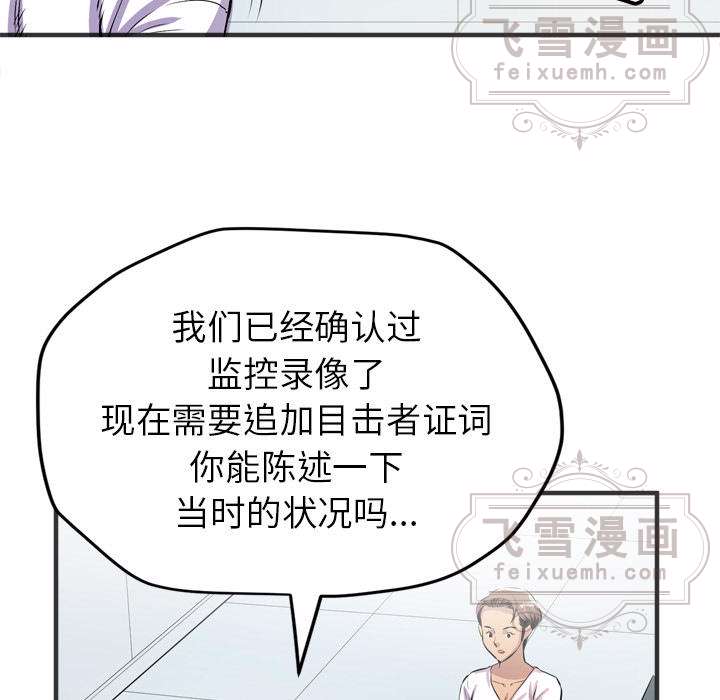 飞雪漫画
feixuemh.com
我们已经确认过
监控录像了
现在需要追加目击者证词
你能陈述一下
当时的状况吗...
飞雪漫画
feixuemh.com